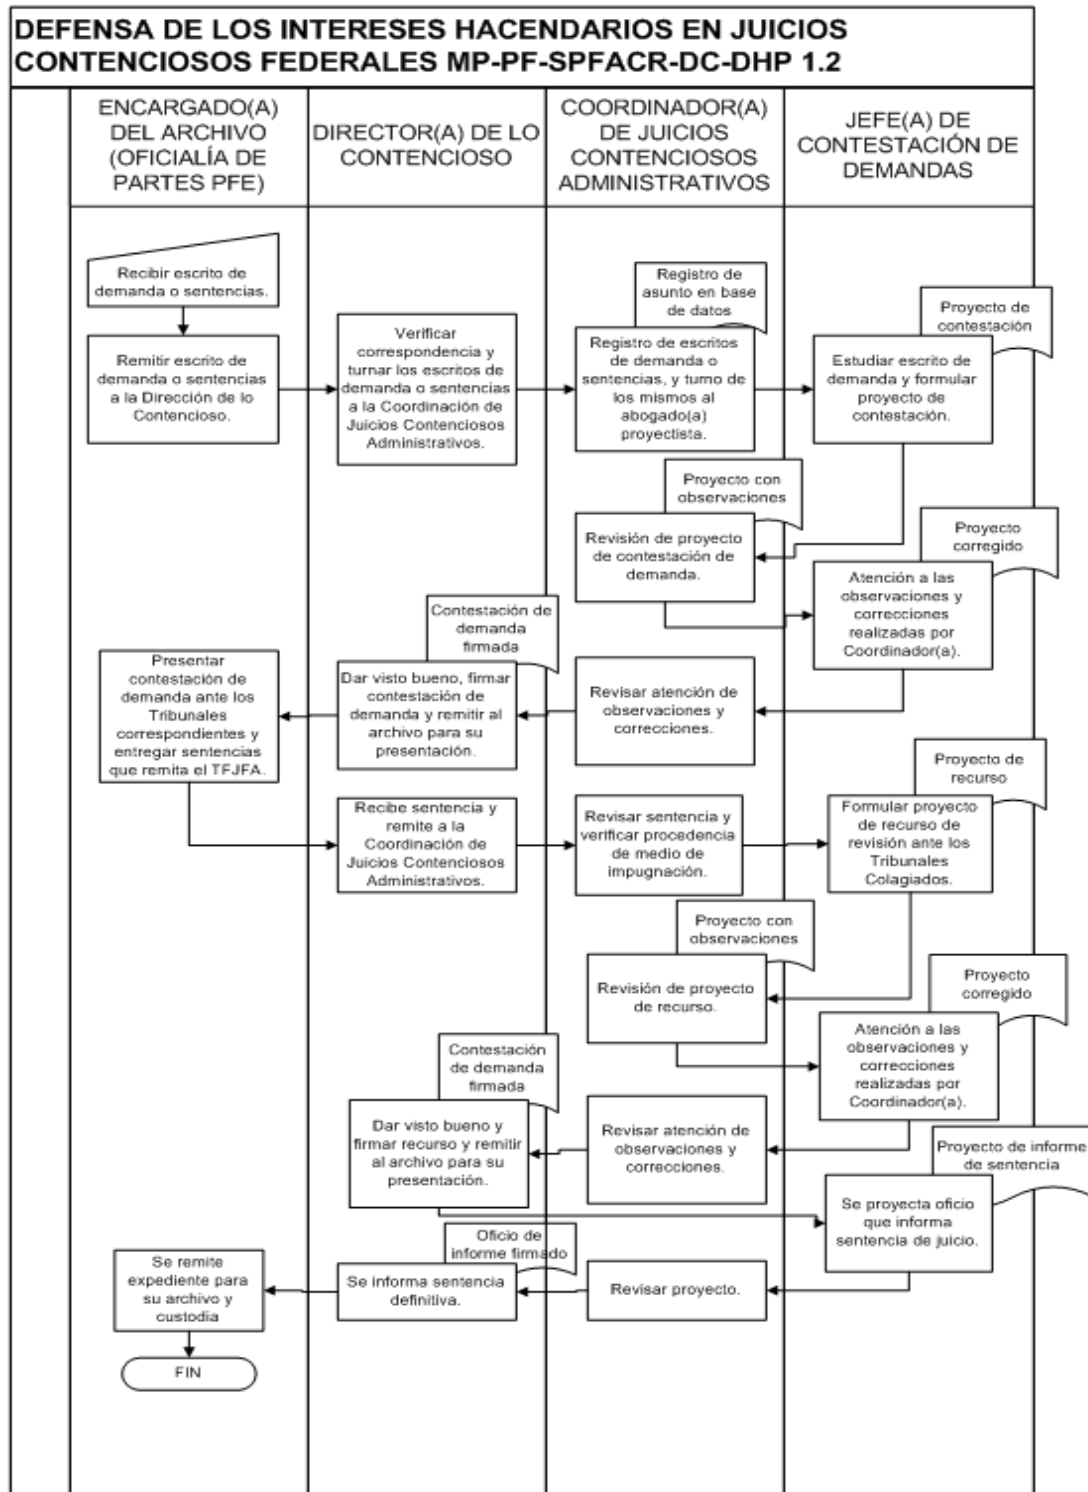 DEFENSA DE LOS INTERESES HACENDARIOS EN JUICIOS
CONTENCIOSOS FEDERALES MP-PF-SPFACR-DC-DHP 1.2
ENCARGADO(A)
DEL ARCHIVO
(OFICIALÍA DE
PARTES PFE)
DIRECTOR(A) DE LO
CONTENCIOSO
COORDINADOR(A)
DE JUICIOS
CONTENCIOSOS
ADMINISTRATIVOS
JEFE(A) DE
CONTESTACIÓN DE
DEMANDAS
Recibir escrito de
demanda o sentencias.
Remitir escrito de
demanda o sentencias
a la Dirección de lo
Contencioso.
Verificar
correspondencia y
turnar los escritos de
demanda o sentencias
a la Coordinación de
Juicios Contenciosos
Administrativos.
Registro de
asunto en base
de datos
Registro de escritos
de demanda o
sentencias, y turno de
los mismos al
abogado(a)
proyectista.
Proyecto de
contestación
Estudiar escrito de
demanda y formular
proyecto de
contestación.
Proyecto con
observaciones
Revisión de proyecto
de contestación de
demanda.
Proyecto
corregido
Atención a las
observaciones y
correcciones
realizadas por
Coordinador(a).
Revisar atención de
observaciones y
correcciones.
Contestación de
demanda
firmada
Dar visto bueno, firmar
contestación de
demanda y remitir al
archivo para su
presentación.
Presentar
contestación de
demanda ante los
Tribunales
correspondientes y
entregar sentencias
que remita el TFJFA.
Recibe sentencia y
remite a la
Coordinación de
Juicios Contenciosos
Administrativos.
Revisar sentencia y
verificar procedencia
de medio de
impugnación.
Proyecto de
recurso
Formular proyecto
de recurso de
revisión ante los
Tribunales
Colagiados.
Proyecto con
observaciones
Revisión de proyecto
de recurso.
Proyecto
corregido
Atención a las
observaciones y
correcciones
realizadas por
Coordinador(a).
Revisar atención de
observaciones y
correcciones.
Contestación
de demanda
firmada
Dar visto bueno y
firmar recurso y remitir
al archivo para su
presentación.
Proyecto de informe
de sentencia
Se proyecta oficio
que informa
sentencia de juicio.
Revisar proyecto.
Oficio de
informe firmado
Se informa sentencia
definitiva.
Se remite
expediente para
su archivo y
custodia
FIN